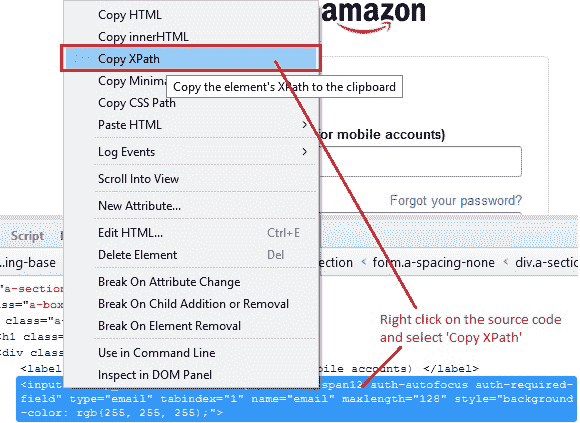 amazon
Copy HTML
Copy innerHTML
Copy XPath
Copy Minima
Copy the element's XPath to the clipboard
Copy CSS Path
Paste HTML
or mobile accounts)
Log Events
Scroll Into View
Forgot your password?
New Attribute...
Script
Edit HTML... Ctrl+E
...ing-base ection < form.a-spacing-none < div.a-sectio
Delete Element Del
"a-section
Break On Attribute Change
lass="a-box
Break On Child Addition or Removal
class="a-
Right click on the source code
and select 'Copy XPath'
Break On Element Removal
<h1 class=
<div class=
Use in Command Line
<label bile accounts) </label>
Inspect in DOM Panel
<input span12 auth-autofocus auth-required-
field" type="email" tabindex="1" name="email" maxlength="128" style="background
-color: rgb(255, 255, 255);">